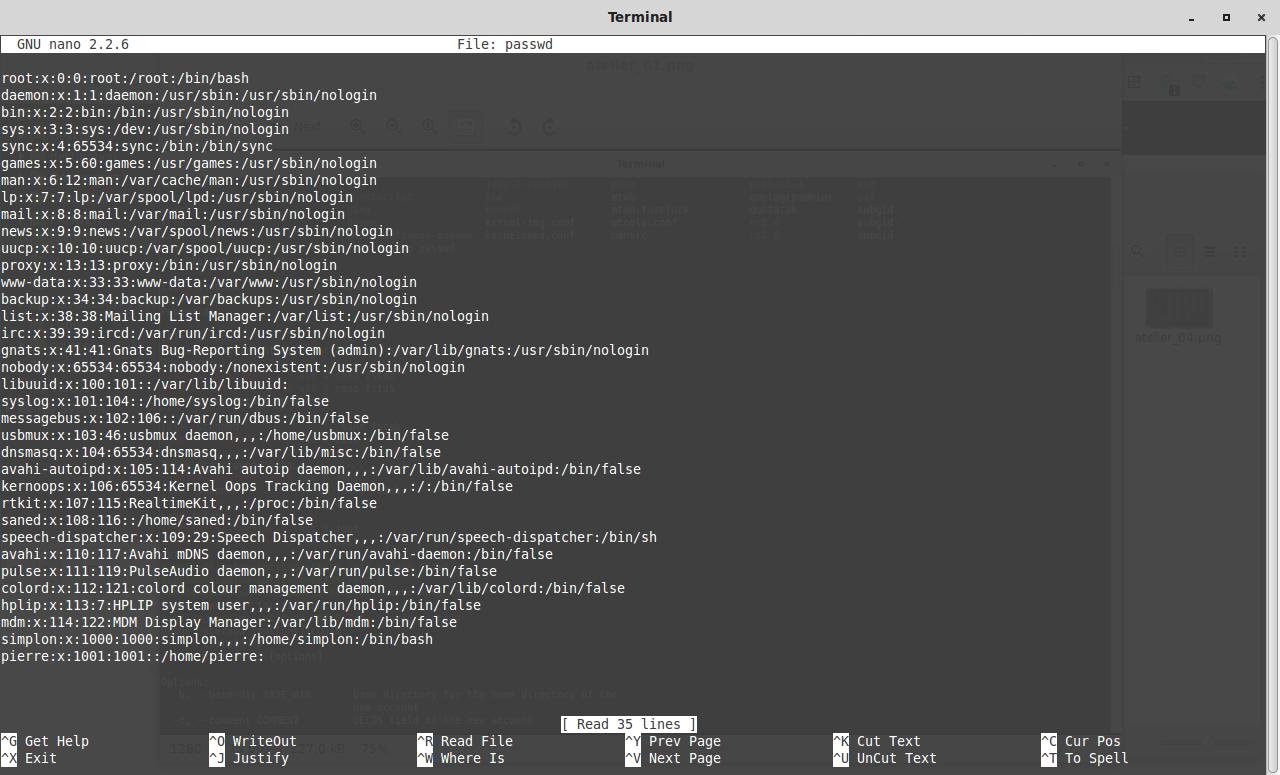 Terminal
GNU nano 2.2.6 File: passwd
root:x:0:0:root:/root:/bin/bash
daemon:x:1:1:daemon:/usr/sbin:/usr/sbin/nologin
bin:x:2:2:bin:/bin:/usr/sbin/nologin
sys:x:3:3:sys:/dev:/usr/sbin/nologin
sync:x:4:65534:sync:/bin:/bin/sync
games:x:5:60:games:/usr/games:/usr/sbin/nologin
man:x:6:12:man:/var/cache/man:/usr/sbin/nologin
lp:x:7:7:lp:/var/spool/lpd:/usr/sbin/nologin
mail:x:8:8:mail:/var/mail:/usr/sbin/nologin
news:x:9:9:news:/var/spool/news:/usr/sbin/nologin
uucp:x:10:10:uucp:/var/spool/uucp:/usr/sbin/nologin
proxy:x:13:13:proxy:/bin:/usr/sbin/nologin
www-data:x:33:33:www-data:/var/www:/usr/sbin/nologin
backup:x:34:34:backup:/var/backups:/usr/sbin/nologin
list:x:38:38:Mailing List Manager:/var/list:/usr/sbin/nologin
irc:x:39:39:ircd:/var/run/ircd:/usr/sbin/nologin
gnats:x:41:41:Gnats Bug-Reporting System (admin):/var/lib/gnats:/usr/sbin/nologin
nobody:x:65534:65534:nobody:/nonexistent:/usr/sbin/nologin
libuuid:x:100:101::/var/lib/libuuid:
syslog:x:101:104::/home/syslog:/bin/false
messagebus:x:102:106::/var/run/dbus:/bin/false
usbmux:x:103:46:usbmux daemon,,,:/home/usbmux:/bin/false
dnsmasq:x:104:65534:dnsmasq,,,:/var/lib/misc:/bin/false
avahi-autoipd:x:105:114:Avahi autoip daemon,,,:/var/lib/avahi-autoipd:/bin/false
kernoops:x:106:65534:Kernel Oops Tracking Daemon,,,:/:/bin/false
rtkit:x:107:115:RealtimeKit,,,:/proc:/bin/false
saned:x:108:116::/home/saned:/bin/false
speech-dispatcher:x:109:29:Speech Dispatcher,,,:/var/run/speech-dispatcher:/bin/sh
avahi:x:110:117:Avahi mDNS daemon,,,:/var/run/avahi-daemon:/bin/false
pulse:x:111:119:PulseAudio daemon,,,:/var/run/pulse:/bin/false
colord:x:112:121:colord colour management daemon,,,:/var/lib/colord:/bin/false
hplip:x:113:7:HPLIP system user,,,:/var/run/hplip:/bin/false
mdm:x:114:122:MDM Display Manager:/var/lib/mdm:/bin/false
simplon:x:1000:1000:simplon,,,:/home/simplon:/bin/bash
pierre:x:1001:1001::/home/pierre:
[ Read 35 lines ]
^G Get Help ^O WriteOut ^R Read File ^Y Prev Page ^K Cut Text ^C Cur Pos
^X Exit ^J Justify ^W Where Is ^V Next Page ^U UnCut Text ^T To Spell
atelier_04.png